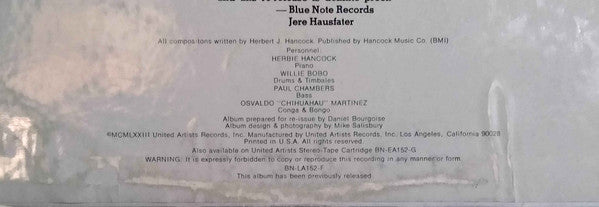 — Blue Note Records
Jere Hausfater
All compositons written by Herbert J. Hancock. Published by Hancock Music Co. (BMI)
Personnel:
HERBIE HANCOCK
Piano
WILLIE BOBO
Drums & Timbales
PAUL CHAMBERS
Bass
OSVALDO "CHIHUAHAU" MARTINEZ
Conga & Bongo
Album prepared for re-issue by Daniel Bourgoise
Album design & photography by Mike Salisbury
©MCMLXXIII United Artists Records, Inc. Manufactured by United Artists Records, Inc. Los Angeles, California 90028
Printed in U.S.A. All rights reserved
Also available on United Artists Stereo-Tape Cartridge BN-EA152-G
WARNING: It is expressly forbidden to copy or reproduce this recording in any manner or form.
BN-LA152-F
This album has been previously released